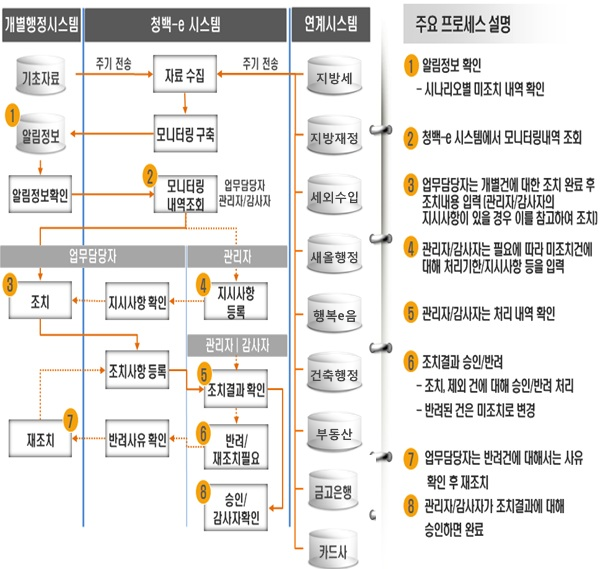 개별행정시스템
청백-e 시스템
연계시스템
주요 프로세스 설명
기초자료
주기 전송
자료 수집
주기 전송
지방세
1
알림정보
모니터링 구축
지방재정
알림정보확인
2
모니터링
내역조회
업무담당자
관리자/감사자
세외수입
업무담당자
관리자
새올행정
3
조치
지시사항 확인
4
지시사항
등록
행복e음
관리자 | 감사자
조치사항 등록
5
조치결과 확인
건축행정
7
재조치
반려사유 확인
6
반려/
재조치필요
부동산
8
승인/
감사자확인
금고은행
카드사
1 알림정보 확인
- 시나리오별 미조치 내역 확인
2 청백-e 시스템에서 모니터링내역 조회
3 업무담당자는 개별건에 대한 조치 완료 후
조치내용 입력 (관리자/감사자의
지시사항이 있을 경우 이를 참고하여 조치)
4 관리자/감사자는 필요에 따라 미조치건에
대해 처리기한/지시사항 등을 입력
5 관리자/감사자는 처리 내역 확인
6 조치결과 승인/반려
- 조치, 제외 건에 대해 승인/반려 처리
- 반려된 건은 미조치로 변경
7 업무담당자는 반려건에 대해서는 사유
확인 후 재조치
8 관리자/감사자가 조치결과에 대해
승인하면 완료